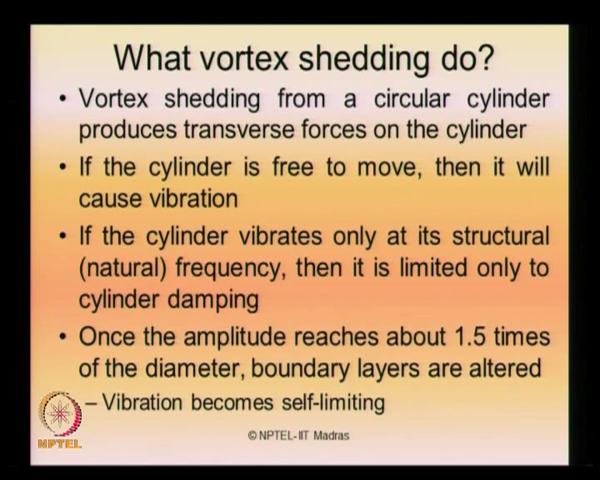 What vortex shedding do?
• Vortex shedding from a circular cylinder
produces transverse forces on the cylinder
• If the cylinder is free to move, then it will
cause vibration
• If the cylinder vibrates only at its structural
(natural) frequency, then it is limited only to
cylinder damping
• Once the amplitude reaches about 1.5 times
of the diameter, boundary layers are altered
– Vibration becomes self-limiting
NPTEL
© NPTEL-IIT Madras